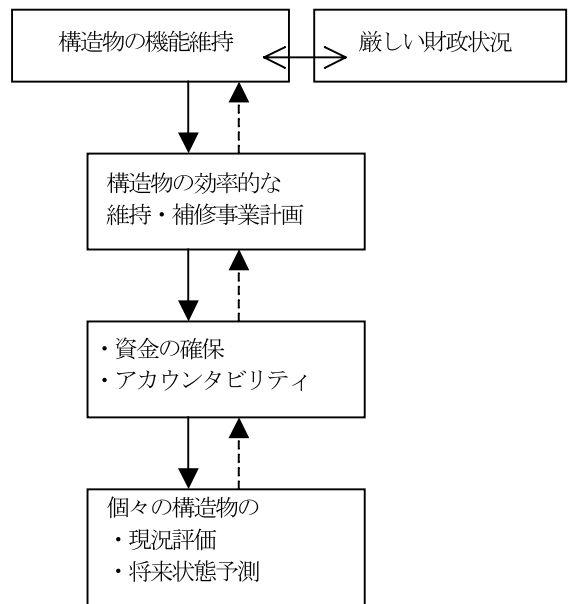 構造物の機能維持
厳しい財政状況
構造物の効率的な
維持・補修事業計画
・資金の確保
・アカウンタビリティ
個々の構造物の
・現況評価
・将来状態予測